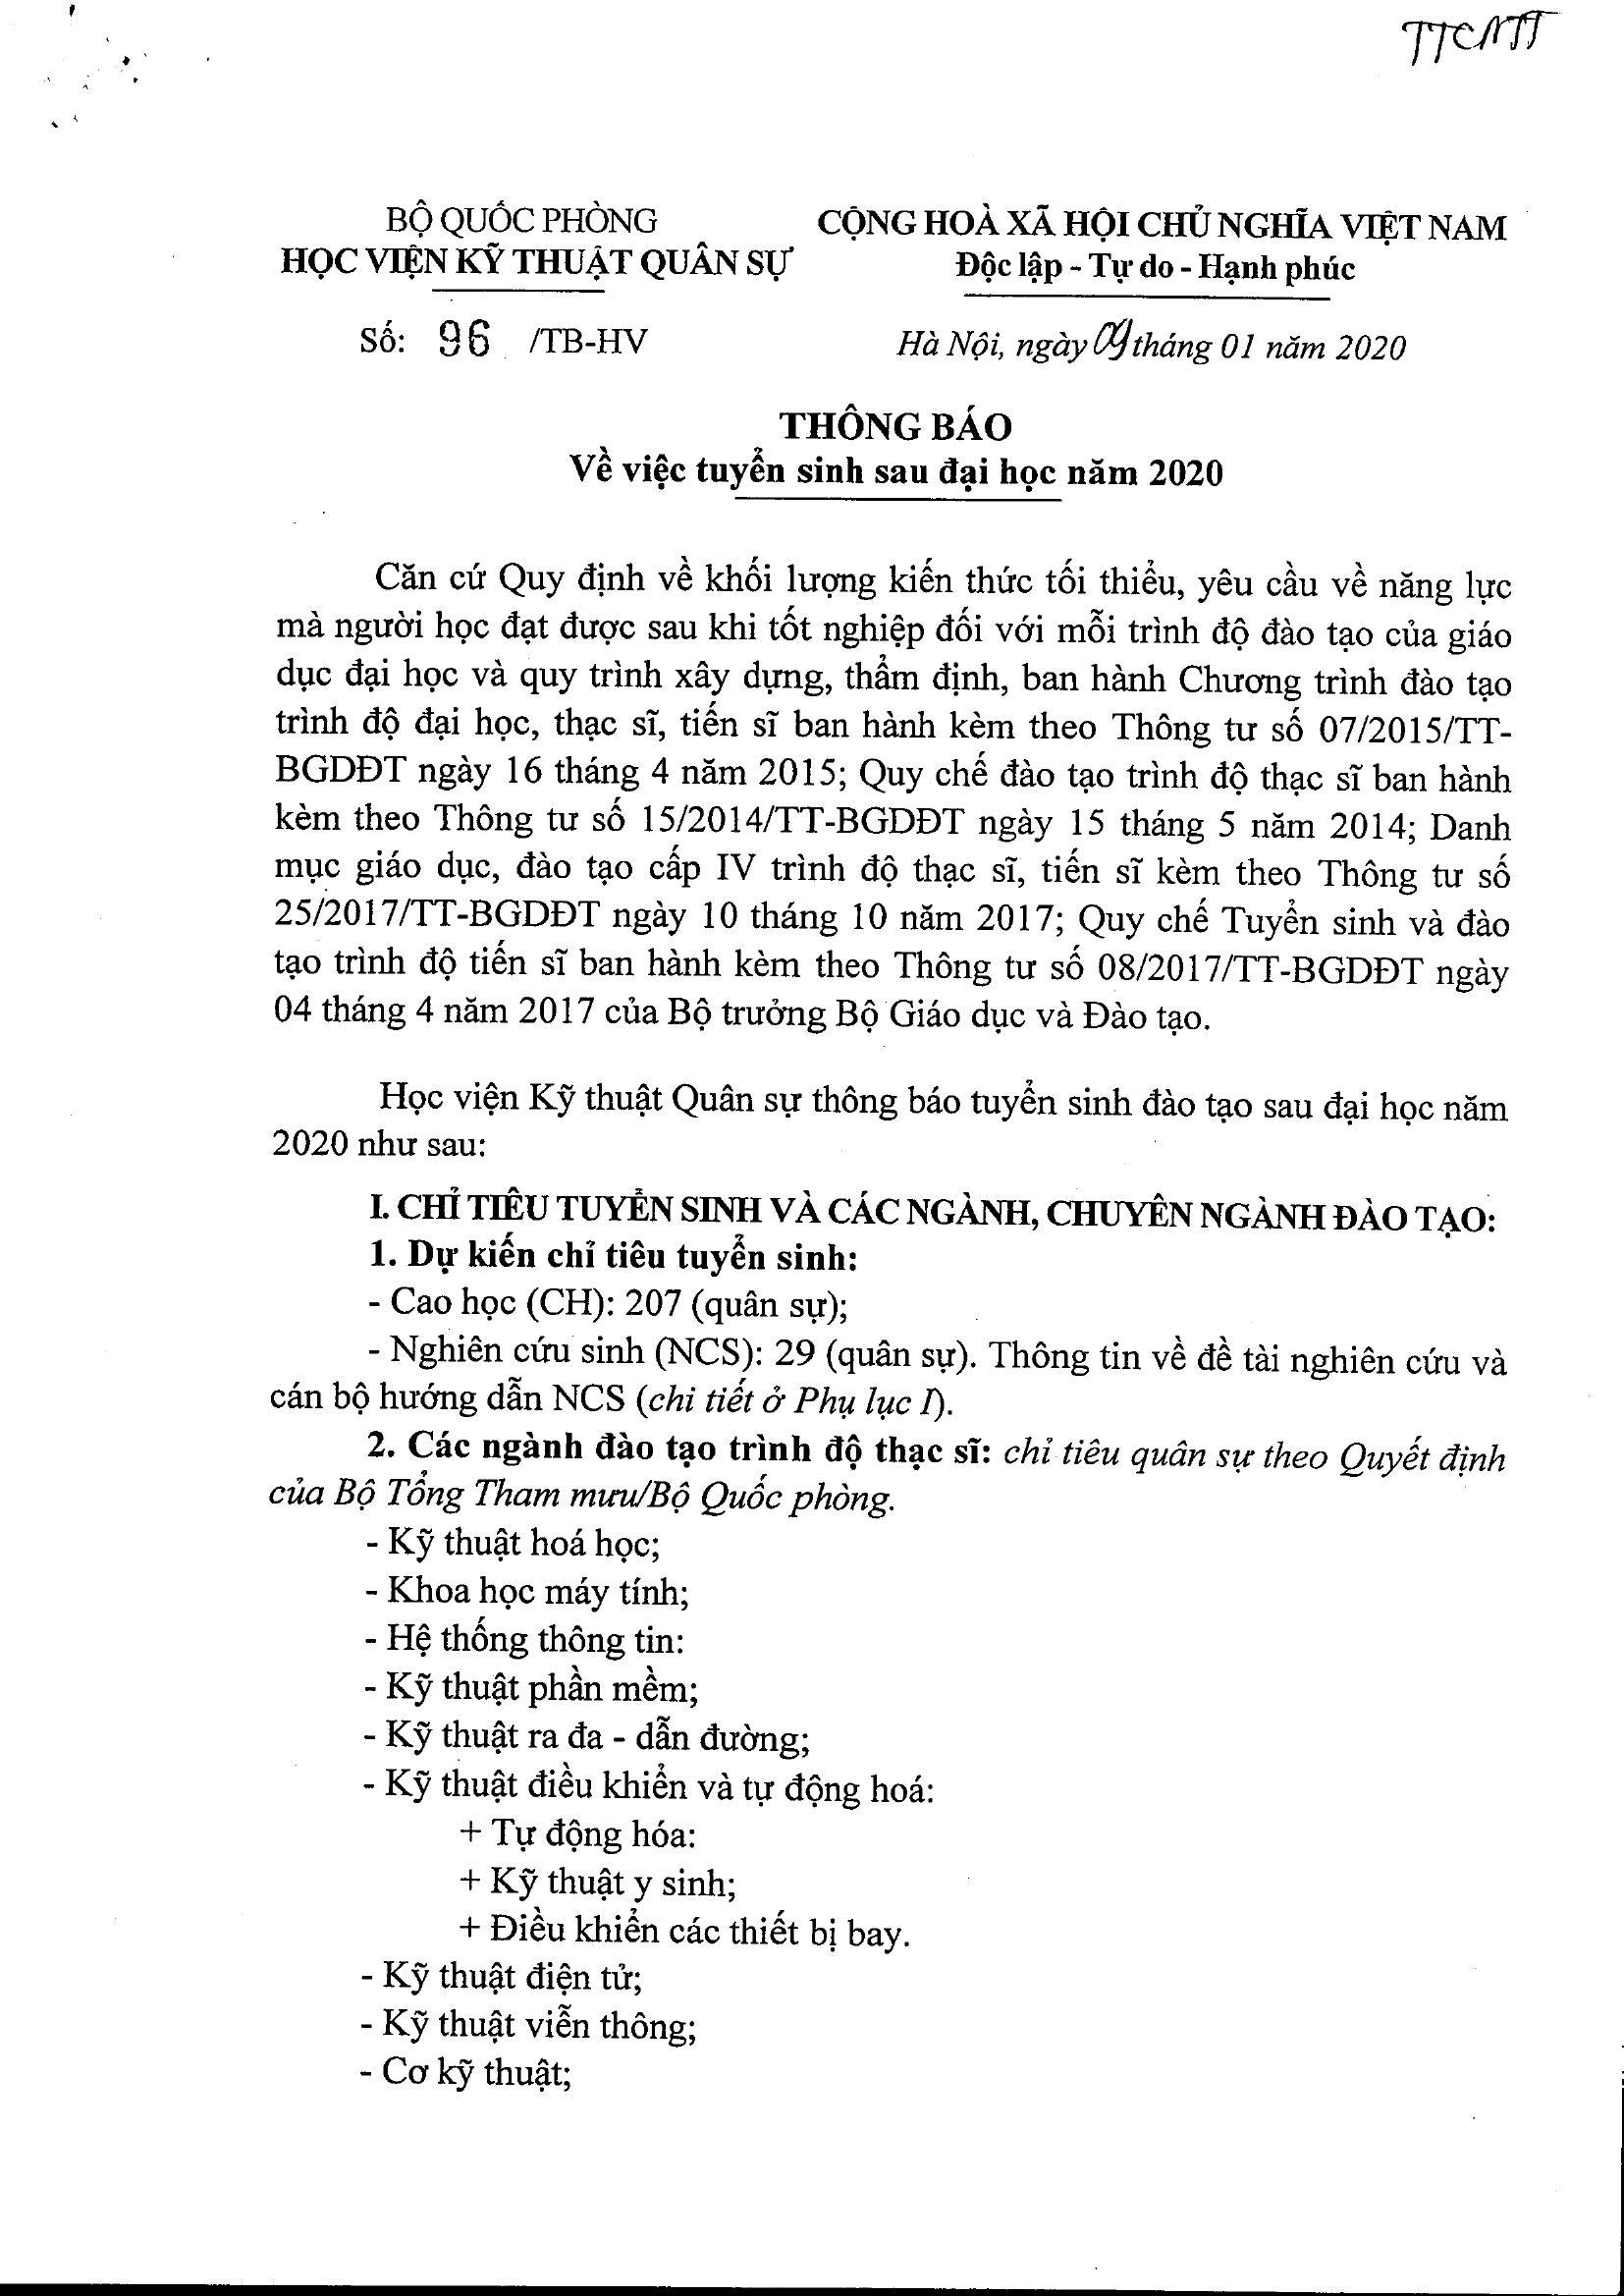 TTCNTT
BỘ QUỐC PHÒNG
HỌC VIỆN KỸ THUẬT QUÂN SỰ
CỘNG HOÀ XÃ HỘI CHỦ NGHĨA VIỆT NAM
Độc lập - Tự do - Hạnh phúc
Số: 96 /TB-HV
Hà Nội, ngày 09 tháng 01 năm 2020
THÔNG BÁO
Về việc tuyển sinh sau đại học năm 2020
Căn cứ Quy định về khối lượng kiến thức tối thiểu, yêu cầu về năng lực
mà người học đạt được sau khi tốt nghiệp đối với mỗi trình độ đào tạo của giáo
dục đại học và quy trình xây dựng, thẩm định, ban hành Chương trình đào tạo
trình độ đại học, thạc sĩ, tiến sĩ ban hành kèm theo Thông tư số 07/2015/TT-
BGDĐT ngày 16 tháng 4 năm 2015; Quy chế đào tạo trình độ thạc sĩ ban hành
kèm theo Thông tư số 15/2014/TT-BGDĐT ngày 15 tháng 5 năm 2014; Danh
mục giáo dục, đào tạo cấp IV trình độ thạc sĩ, tiến sĩ kèm theo Thông tư số
25/2017/TT-BGDĐT ngày 10 tháng 10 năm 2017; Quy chế Tuyển sinh và đào
tạo trình độ tiến sĩ ban hành kèm theo Thông tư số 08/2017/TT-BGDĐT ngày
04 tháng 4 năm 2017 của Bộ trưởng Bộ Giáo dục và Đào tạo.
Học viện Kỹ thuật Quân sự thông báo tuyển sinh đào tạo sau đại học năm
2020 như sau:
I. CHỈ TIÊU TUYỂN SINH VÀ CÁC NGÀNH, CHUYÊN NGÀNH ĐÀO TẠO:
1. Dự kiến chỉ tiêu tuyển sinh:
- Cao học (CH): 207 (quân sự);
- Nghiên cứu sinh (NCS): 29 (quân sự). Thông tin về đề tài nghiên cứu và
cán bộ hướng dẫn NCS (chi tiết ở Phụ lục I).
2. Các ngành đào tạo trình độ thạc sĩ: chỉ tiêu quân sự theo Quyết định
của Bộ Tổng Tham mưu/Bộ Quốc phòng.
- Kỹ thuật hoá học;
- Khoa học máy tính;
- Hệ thống thông tin:
- Kỹ thuật phần mềm;
- Kỹ thuật ra đa - dẫn đường;
- Kỹ thuật điều khiển và tự động hoá:
+ Tự động hóa:
+ Kỹ thuật y sinh;
+ Điều khiển các thiết bị bay.
- Kỹ thuật điện tử;
- Kỹ thuật viễn thông;
- Cơ kỹ thuật;